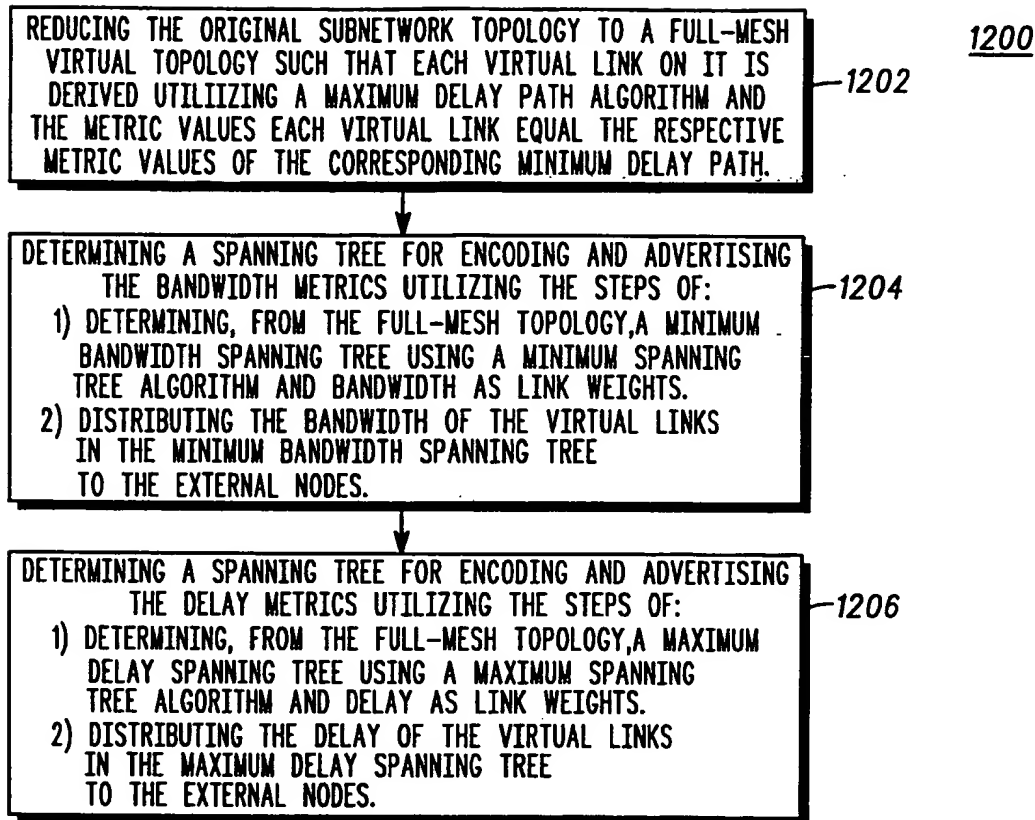 REDUCING THE ORIGINAL SUBNETWORK TOPOLOGY TO A FULL-MESH
VIRTUAL TOPOLOGY SUCH THAT EACH VIRTUAL LINK ON IT IS
DERIVED UTILIIZING A MAXIMUM DELAY PATH ALGORITHM AND
THE METRIC VALUES EACH VIRTUAL LINK EQUAL THE RESPECTIVE
METRIC VALUES OF THE CORRESPONDING MINIMUM DELAY PATH.
1200
1202
DETERMINING A SPANNING TREE FOR ENCODING AND ADVERTISING
THE BANDWIDTH METRICS UTILIZING THE STEPS OF:
1) DETERMINING, FROM THE FULL-MESH TOPOLOGY,A MINIMUM
BANDWIDTH SPANNING TREE USING A MINIMUM SPANNING
TREE ALGORITHM AND BANDWIDTH AS LINK WEIGHTS.
2) DISTRIBUTING THE BANDWIDTH OF THE VIRTUAL LINKS
IN THE MINIMUM BANDWIDTH SPANNING TREE
TO THE EXTERNAL NODES.
1204
DETERMINING A SPANNING TREE FOR ENCODING AND ADVERTISING
THE DELAY METRICS UTILIZING THE STEPS OF:
1) DETERMINING, FROM THE FULL-MESH TOPOLOGY,A MAXIMUM
DELAY SPANNING TREE USING A MAXIMUM SPANNING
TREE ALGORITHM AND DELAY AS LINK WEIGHTS.
2) DISTRIBUTING THE DELAY OF THE VIRTUAL LINKS
IN THE MAXIMUM DELAY SPANNING TREE
TO THE EXTERNAL NODES.
1206